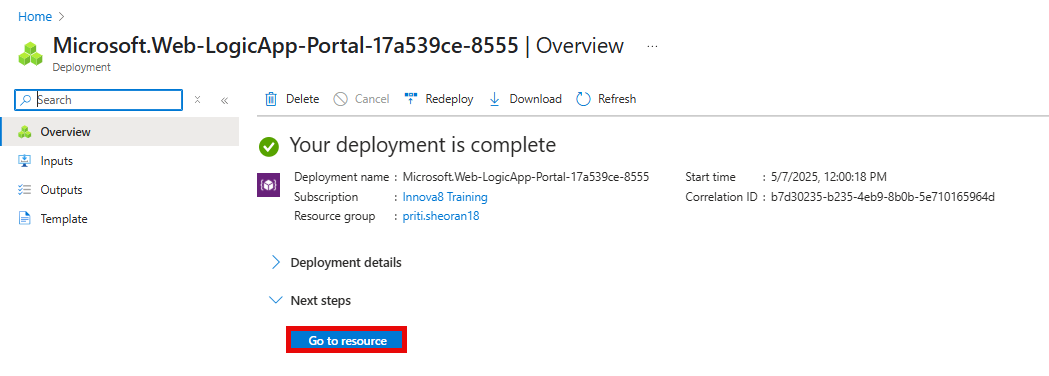 Home >
Microsoft.Web-LogicApp-Portal-17a539ce-8555 | Overview ...
Deployment
Search
Delete Cancel Redeploy Download Refresh
Overview
Inputs
Outputs
Template
Your deployment is complete
Deployment name : Microsoft.Web-LogicApp-Portal-17a539ce-8555
Subscription : Innova8 Training
Resource group : priti.sheoran18
Start time : 5/7/2025, 12:00:18 PM
Correlation ID : b7d30235-b235-4eb9-8b0b-5e710165964d
Deployment details
Next steps
Go to resource